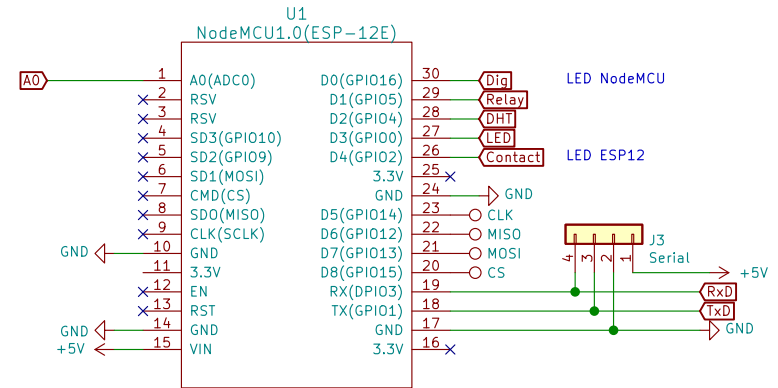 U1
NodeMCU1.0(ESP-12E)
A0 1 A0(ADC0) D0(GPIO16) 30 Dig LED NodeMCU
2 RSV D1(GPIO5) 29 Relay
3 RSV D2(GPIO4) 28 DHT
4 SD3(GPIO10) D3(GPIO0) 27 LED
5 SD2(GPIO9) D4(GPIO2) 26 Contact LED ESP12
6 SD1(MOSI) 3.3V 25
7 CMD(CS) GND 24 GND
8 SDO(MISO) D5(GPIO14) 23 CLK
9 CLK(SCLK) D6(GPIO12) 22 MISO
GND 10 GND D7(GPIO13) 21 MOSI
11 3.3V D8(GPIO15) 20 CS
12 EN RX(DPIO3) 19 RxD
13 RST TX(GPIO1) 18 TxD
GND 14 GND GND 17 GND
+5V 15 VIN 3.3V 16
J3
Serial
4 3 2 1
+5V